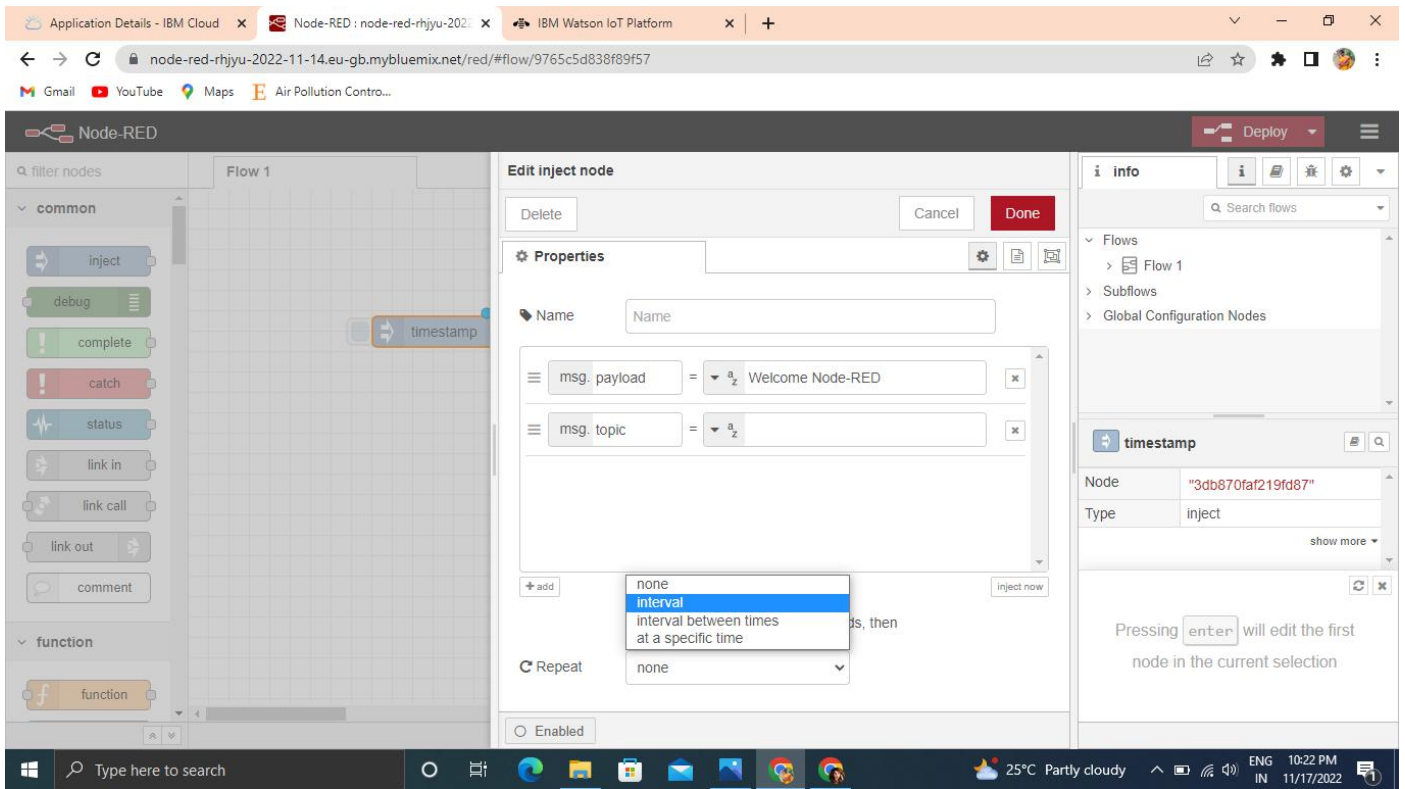 Application Details - IBM Cloud
Node-RED : node-red-rhjyu-202
IBM Watson IoT Platform
node-red-rhjyu-2022-11-14.eu-gb.mybluemix.net/red/#flow/9765c5d838f89f57
Gmail YouTube Maps Air Pollution Contro...
Node-RED
Deploy
filter nodes
Flow 1
common
inject
debug
complete
catch
status
link in
link call
link out
comment
function
function
timestamp
Edit inject node
Delete
Cancel
Done
Properties
Name
Name
msg. payload = Welcome Node-RED
msg. topic =
add
inject now
none
interval
interval between times
at a specific time
ds, then
Repeat
none
Enabled
info
Search flows
Flows
Flow 1
Subflows
Global Configuration Nodes
timestamp
Node "3db870faf219fd87"
Type inject
show more
Pressing enter will edit the first
node in the current selection
Type here to search
25°C Partly cloudy
ENG
IN
10:22 PM
11/17/2022